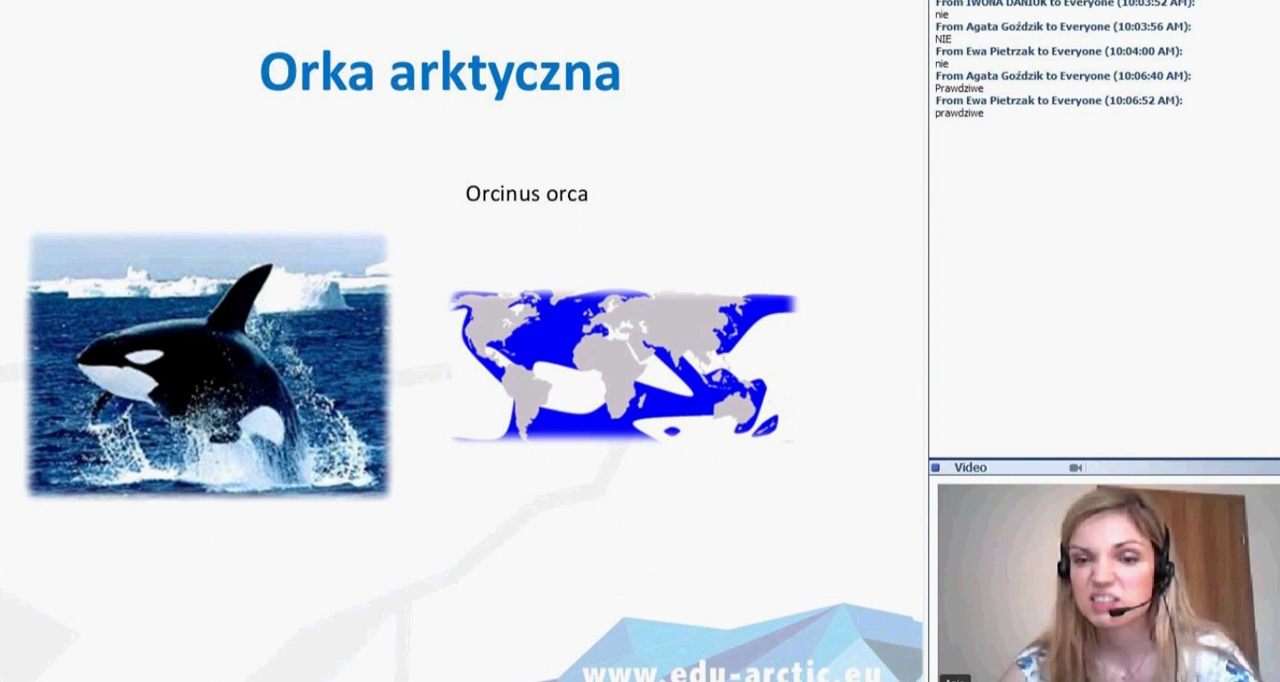 Orka arktyczna
Orcinus orca
www.edu-arctic.eu
From IWONA DANIUK to Everyone (10:03:52 AM):
nie
From Agata Goździk to Everyone (10:03:56 AM):
NIE
From Ewa Pietrzak to Everyone (10:04:00 AM):
nie
From Agata Goździk to Everyone (10:06:40 AM):
Prawdziwe
From Ewa Pietrzak to Everyone (10:06:52 AM):
prawdziwe
Video